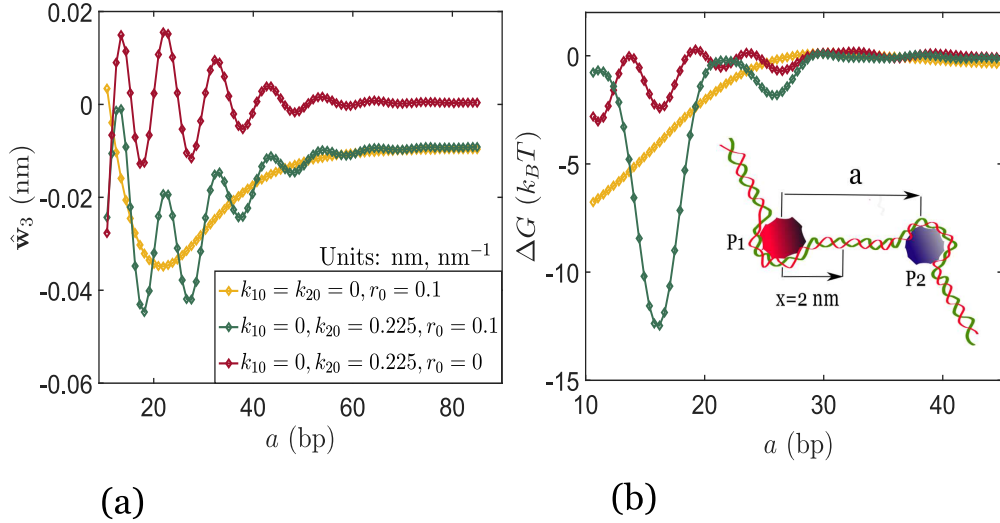 0.02
0
-0.02
-0.04
-0.06
ŵ₃ (nm)
Units: nm, nm⁻¹
k₁₀ = k₂₀ = 0, r₀ = 0.1
k₁₀ = 0, k₂₀ = 0.225, r₀ = 0.1
k₁₀ = 0, k₂₀ = 0.225, r₀ = 0
20 40 60 80
a (bp)
(a)
0
-5
-10
-15
ΔG (k_BT)
a
P1
P2
x=2 nm
10 20 30 40
a (bp)
(b)